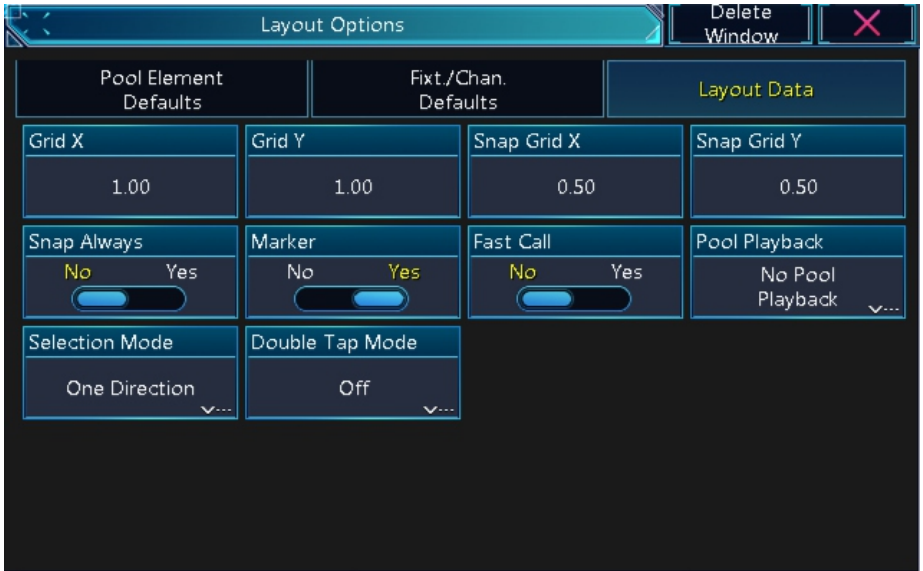 Layout Options
Delete
Window
Pool Element
Defaults
Fixt./Chan.
Defaults
Layout Data
Grid X
Grid Y
Snap Grid X
Snap Grid Y
1.00
1.00
0.50
0.50
Snap Always
Marker
Fast Call
Pool Playback
No Yes
No Yes
No Yes
No Pool
Playback
Selection Mode
Double Tap Mode
One Direction
Off